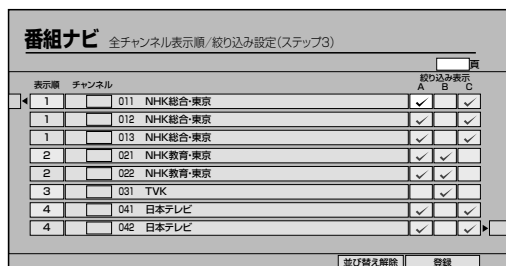 番組ナビ 全チャンネル表示順/絞り込み設定(ステップ3)
頁
絞り込み表示
表示順 チャンネル A B C
1 011 NHK総合・東京
1 012 NHK総合・東京
1 013 NHK総合・東京
2 021 NHK教育・東京
2 022 NHK教育・東京
3 031 TVK
4 041 日本テレビ
4 042 日本テレビ
並び替え解除 登録